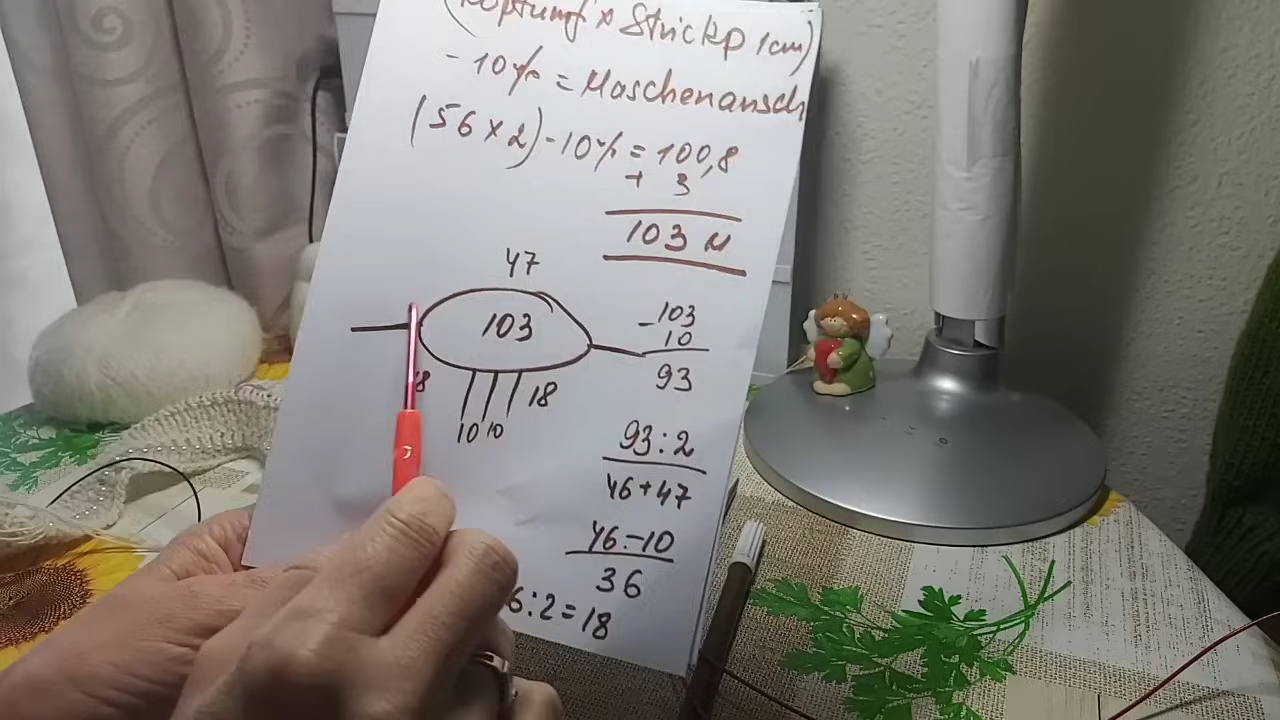 (Kopfumf x Strickp 1cm)
- 10% = Maschenansch
(56 x 2) - 10% = 100,8
+ 3
103 M
47
103
18
18
10 10
- 103
10
93
93 : 2
46 + 47
46 - 10
36
6 : 2 = 18